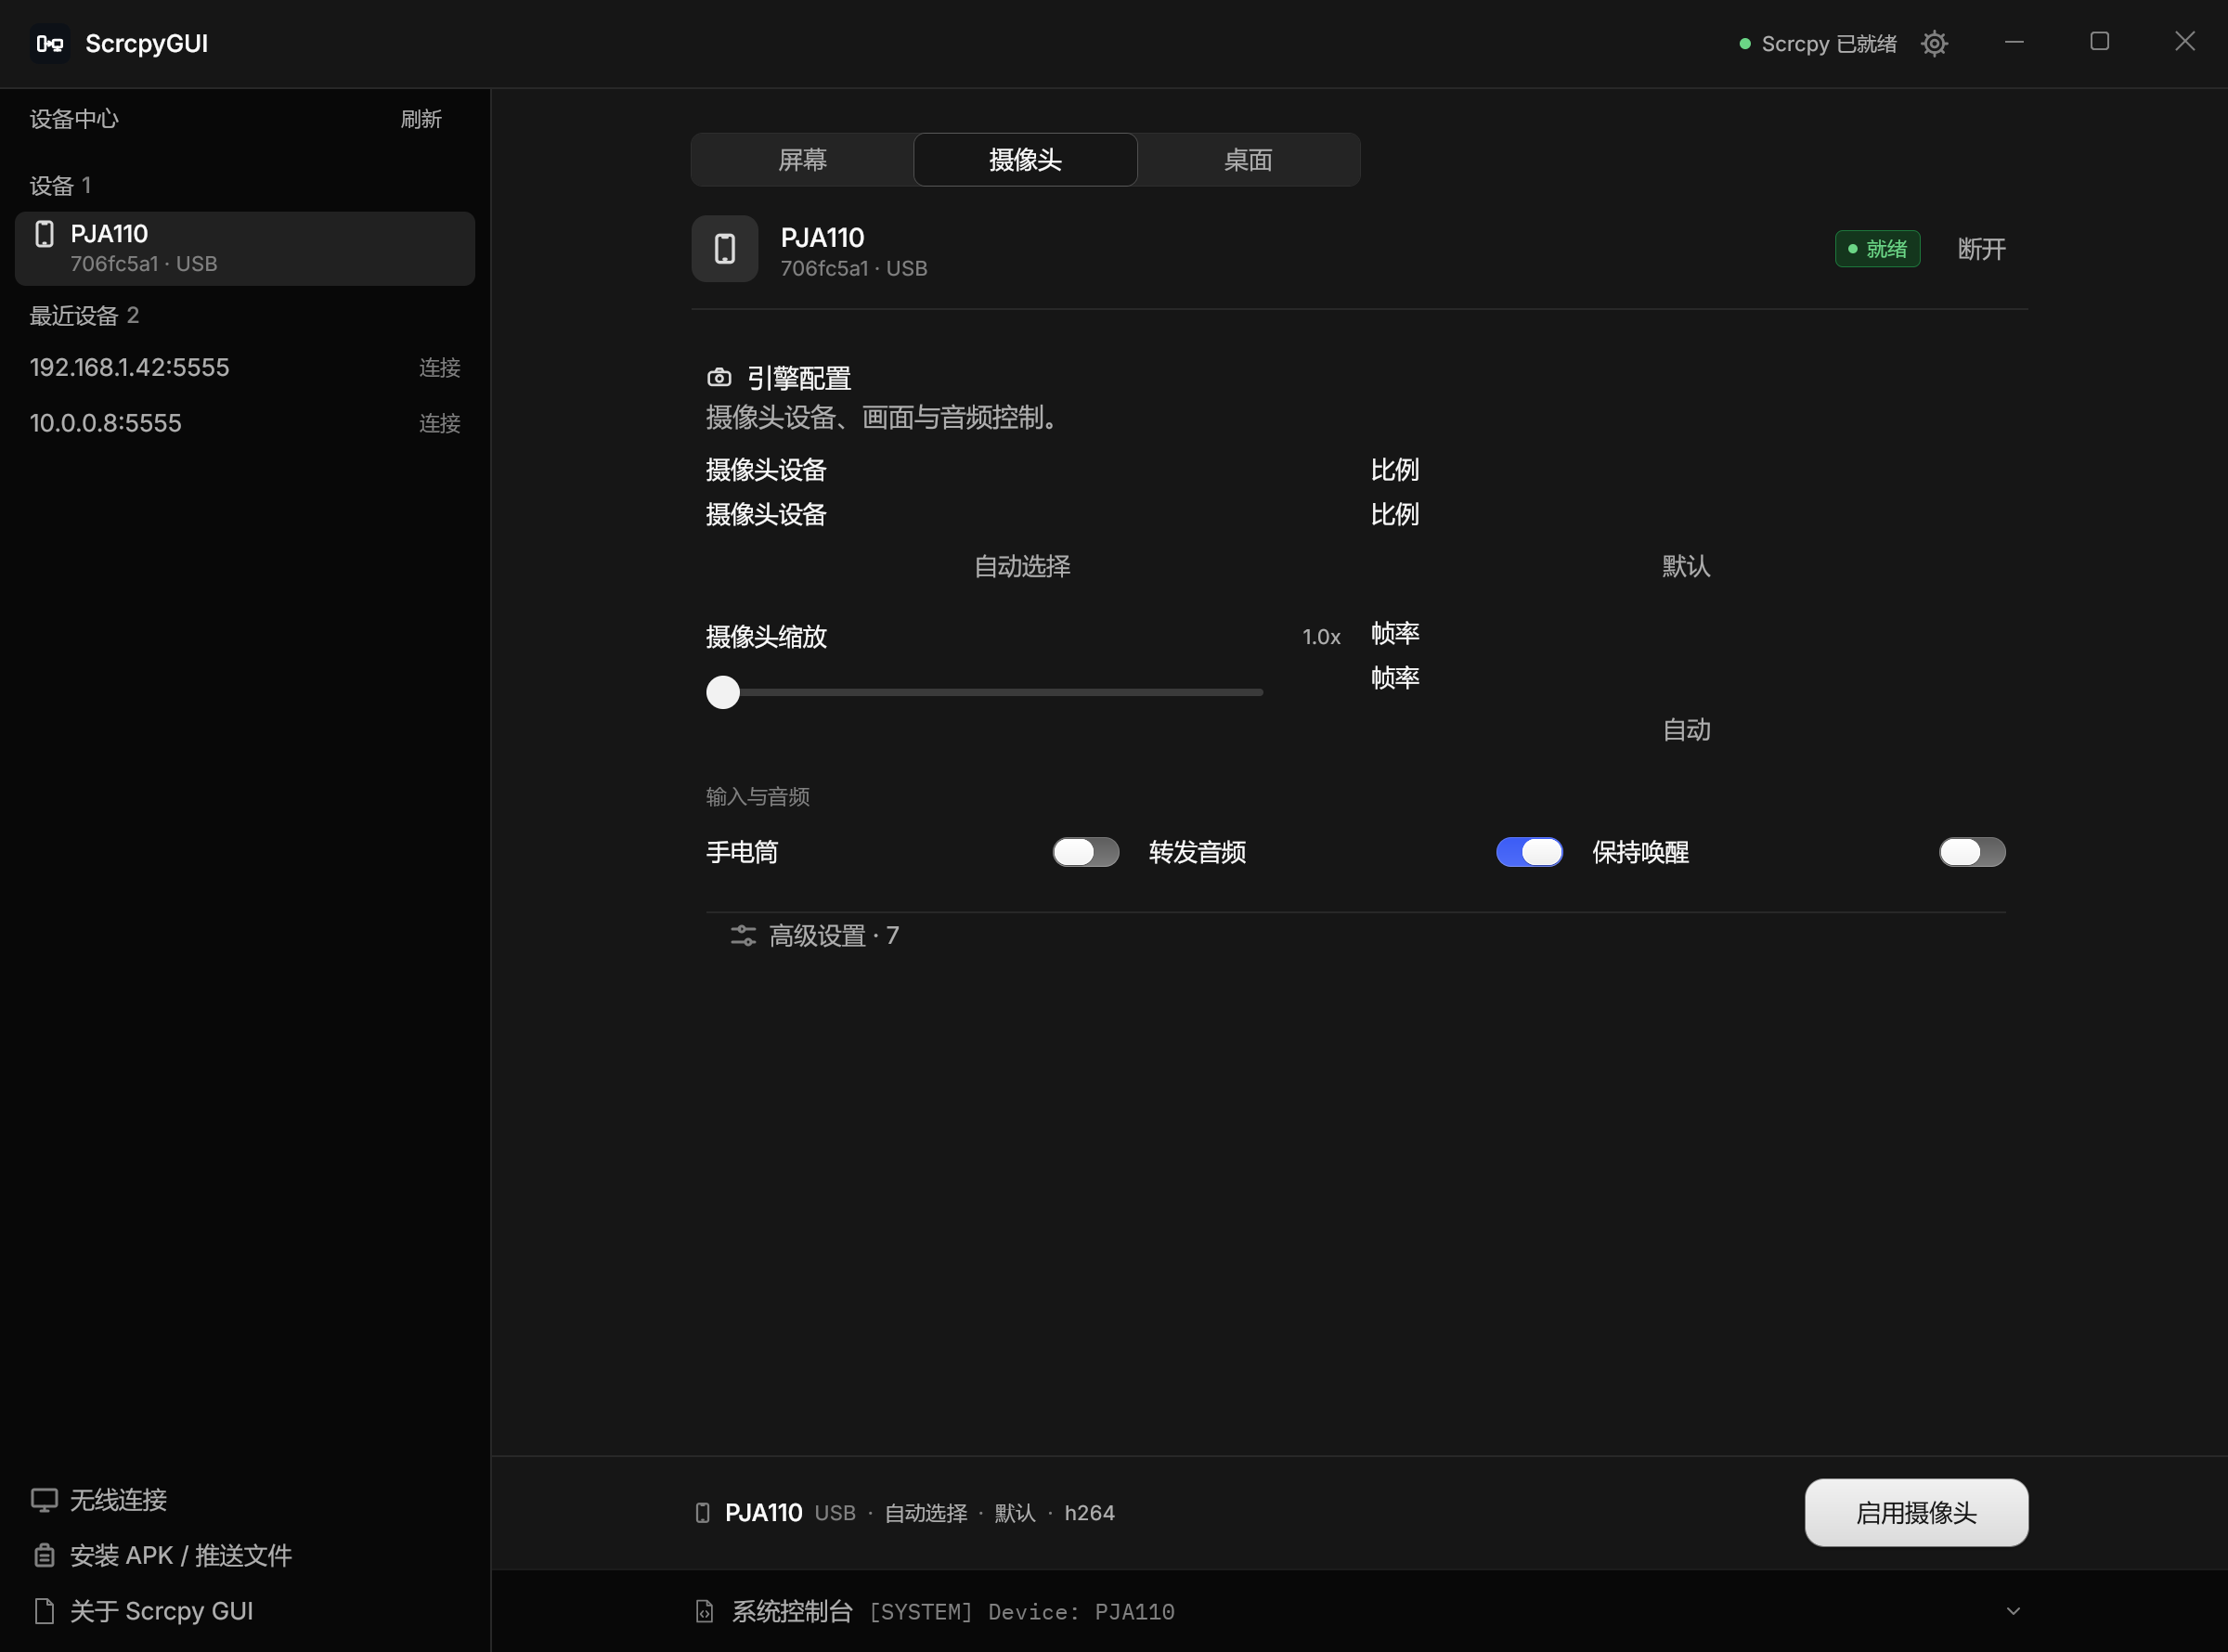 ScrcpyGUI
Scrcpy 已就绪
设备中心
刷新
设备 1
PJA110
706fc5a1 · USB
最近设备 2
192.168.1.42:5555
连接
10.0.0.8:5555
连接
无线连接
安装 APK / 推送文件
关于 Scrcpy GUI
屏幕
摄像头
桌面
PJA110
706fc5a1 · USB
就绪
断开
引擎配置
摄像头设备、画面与音频控制。
摄像头设备
摄像头设备
自动选择
比例
比例
默认
摄像头缩放
1.0x
帧率
帧率
自动
输入与音频
手电筒
转发音频
保持唤醒
高级设置 · 7
PJA110 USB · 自动选择 · 默认 · h264
启用摄像头
系统控制台 [SYSTEM] Device: PJA110